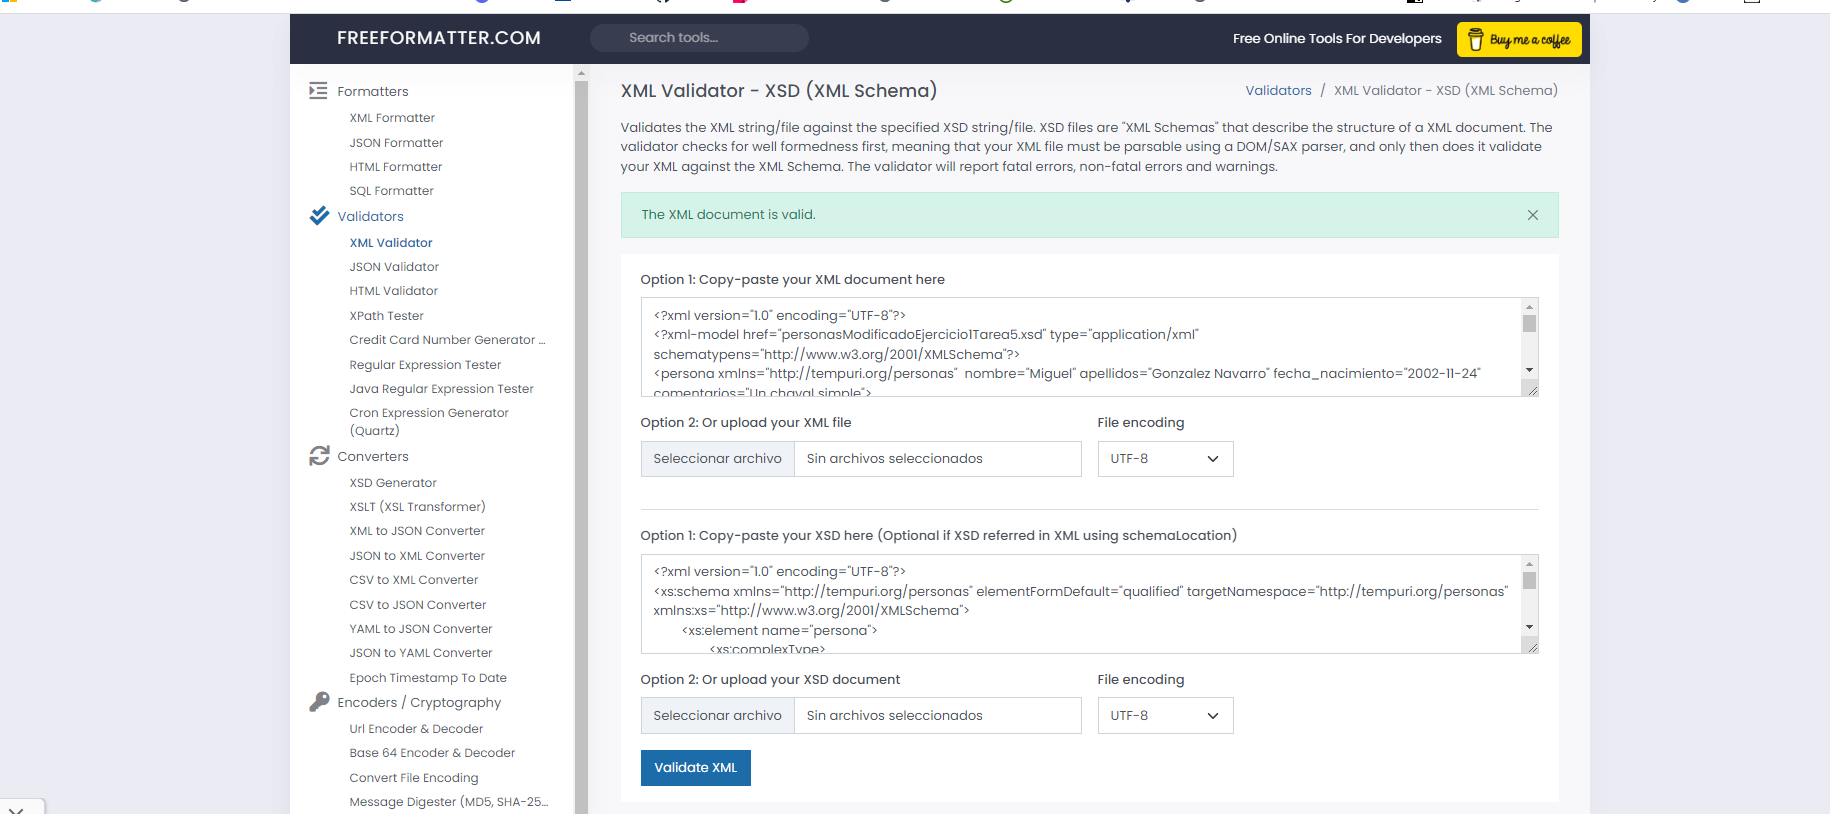 FREEFORMATTER.COM
Search tools...
Free Online Tools For Developers
Buy me a coffee
Formatters
XML Formatter
JSON Formatter
HTML Formatter
SQL Formatter
Validators
XML Validator
JSON Validator
HTML Validator
XPath Tester
Credit Card Number Generator ...
Regular Expression Tester
Java Regular Expression Tester
Cron Expression Generator
(Quartz)
Converters
XSD Generator
XSLT (XSL Transformer)
XML to JSON Converter
JSON to XML Converter
CSV to XML Converter
CSV to JSON Converter
YAML to JSON Converter
JSON to YAML Converter
Epoch Timestamp To Date
Encoders / Cryptography
Url Encoder & Decoder
Base 64 Encoder & Decoder
Convert File Encoding
Message Digester (MD5, SHA-25...
XML Validator - XSD (XML Schema)
Validators / XML Validator - XSD (XML Schema)
Validates the XML string/file against the specified XSD string/file. XSD files are "XML Schemas" that describe the structure of a XML document. The
validator checks for well formedness first, meaning that your XML file must be parsable using a DOM/SAX parser, and only then does it validate
your XML against the XML Schema. The validator will report fatal errors, non-fatal errors and warnings.
The XML document is valid.
Option 1: Copy-paste your XML document here
<?xml version="1.0" encoding="UTF-8"?>
<?xml-model href="personasModificadoEjercicio1Tarea5.xsd" type="application/xml"
schematypens="http://www.w3.org/2001/XMLSchema"?>
<persona xmlns="http://tempuri.org/personas"  nombre="Miguel" apellidos="Gonzalez Navarro" fecha_nacimiento="2002-11-24"
comentarios="Un chaval simple">
Option 2: Or upload your XML file
File encoding
Seleccionar archivo Sin archivos seleccionados
UTF-8
Option 1: Copy-paste your XSD here (Optional if XSD referred in XML using schemaLocation)
<?xml version="1.0" encoding="UTF-8"?>
<xs:schema xmlns="http://tempuri.org/personas" elementFormDefault="qualified" targetNamespace="http://tempuri.org/personas"
xmlns:xs="http://www.w3.org/2001/XMLSchema">
<xs:element name="persona">
<xs:complexType>
Option 2: Or upload your XSD document
File encoding
Seleccionar archivo Sin archivos seleccionados
UTF-8
Validate XML